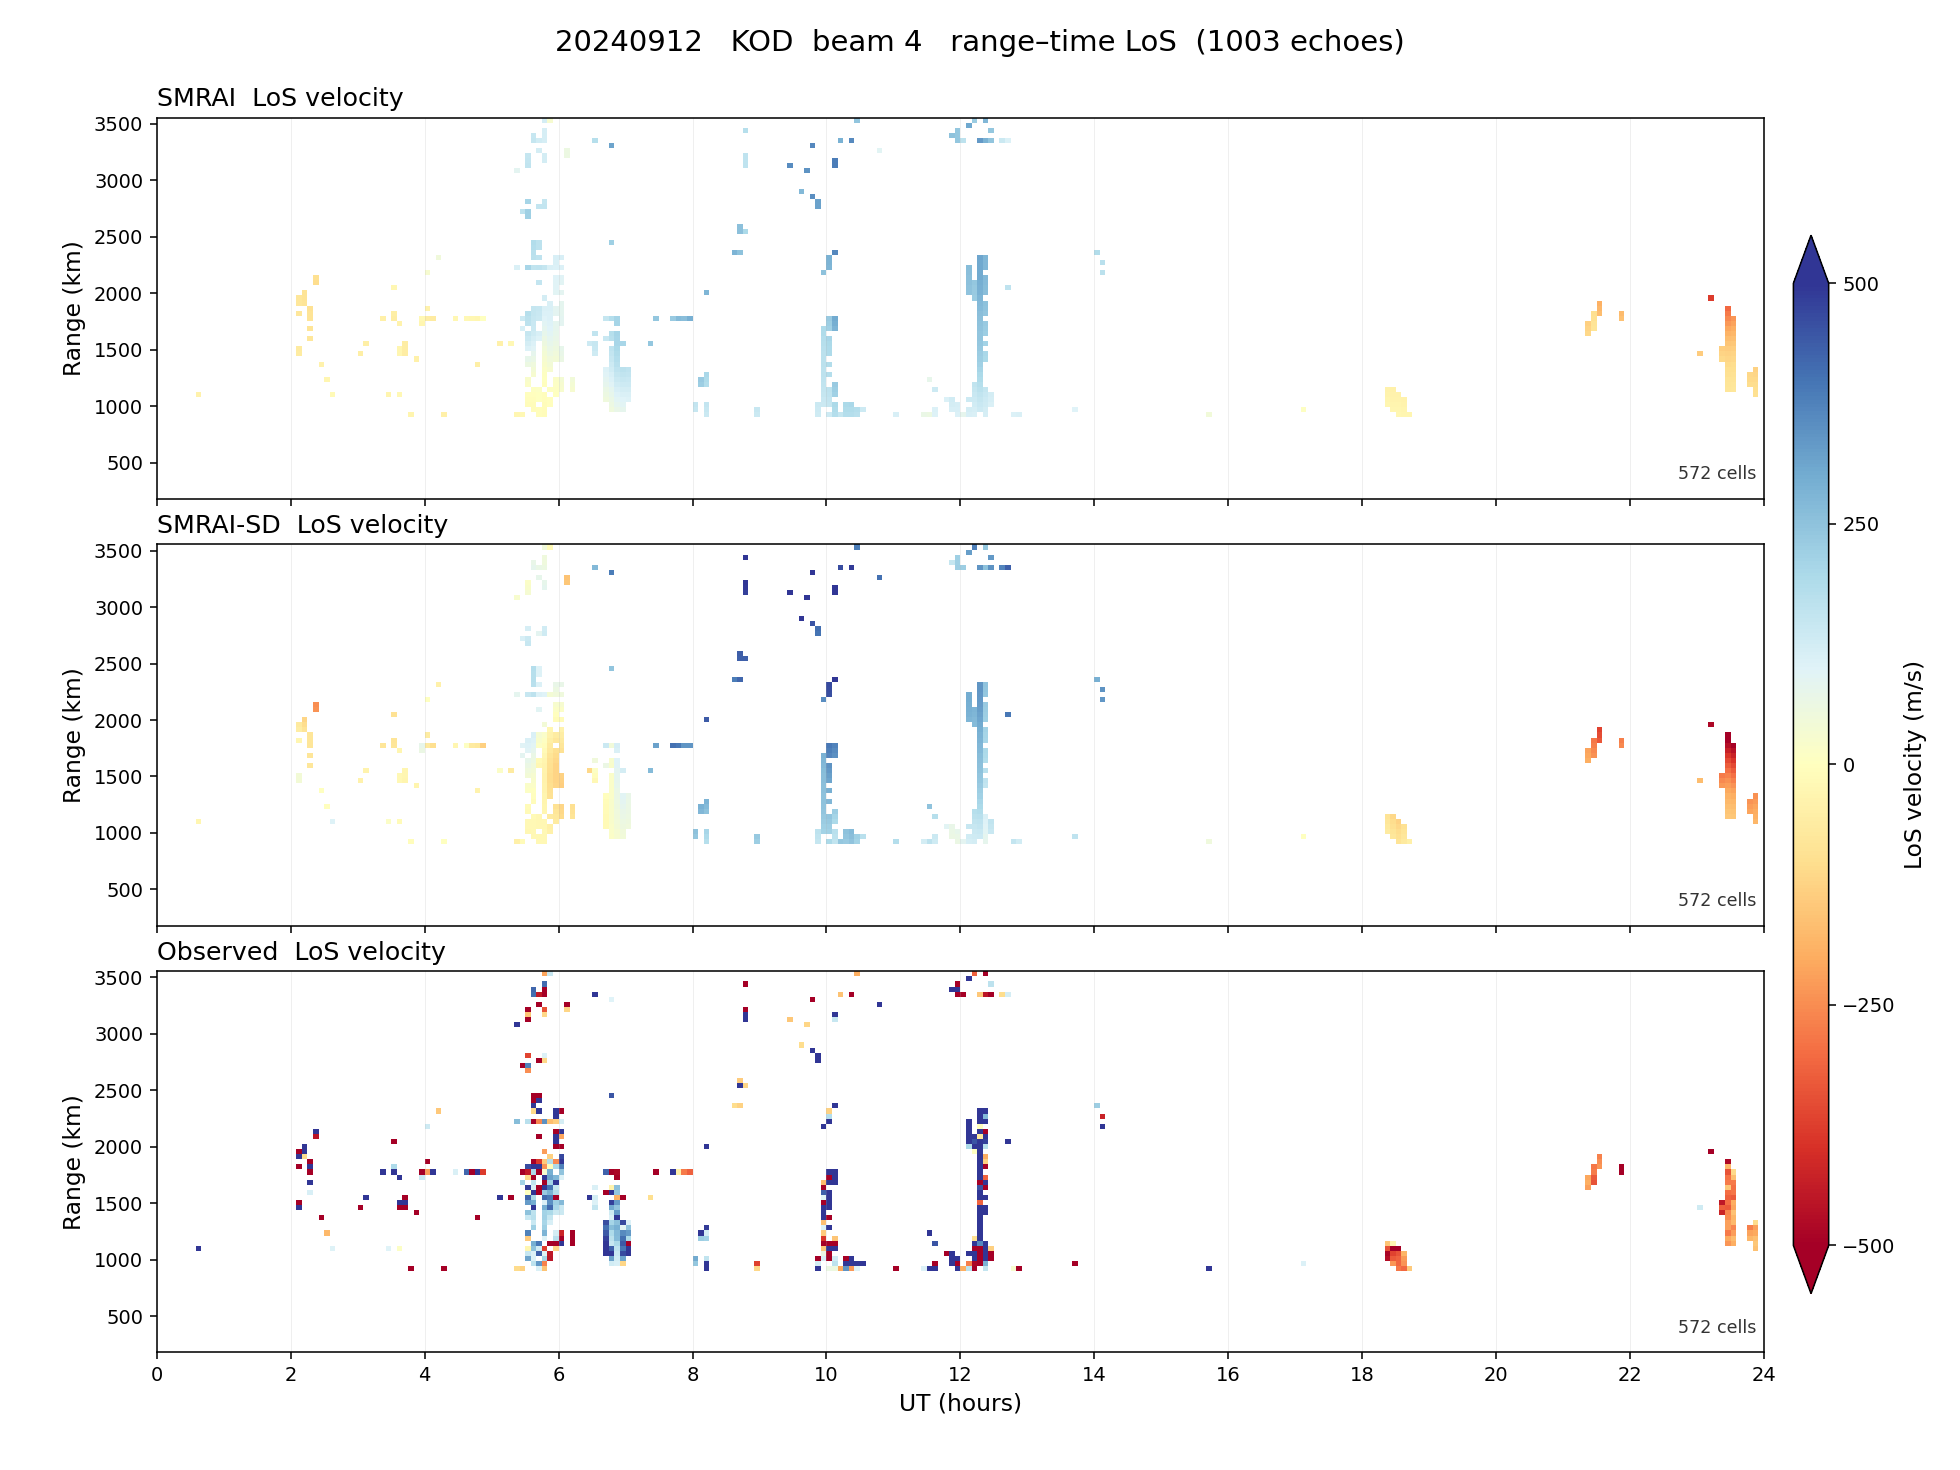 20240912   KOD  beam 4   range–time LoS  (1003 echoes)
SMRAI  LoS velocity
3500
3000
2500
2000
1500
1000
500
Range (km)
572 cells
SMRAI-SD  LoS velocity
3500
3000
2500
2000
1500
1000
500
Range (km)
572 cells
Observed  LoS velocity
3500
3000
2500
2000
1500
1000
500
Range (km)
572 cells
0 2 4 6 8 10 12 14 16 18 20 22 24
UT (hours)
500
250
0
−250
−500
LoS velocity (m/s)